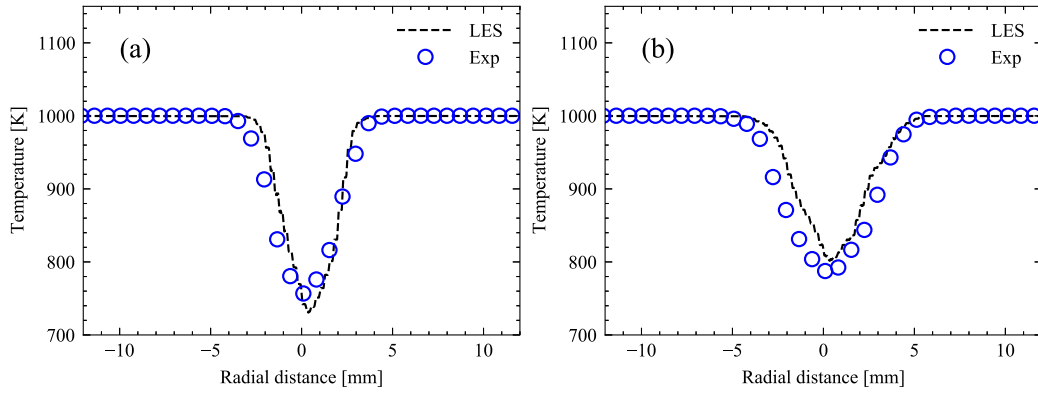 (a)
LES
Exp
1100
1000
900
800
700
Temperature [K]
−10
−5
0
5
10
Radial distance [mm]
(b)
LES
Exp
1100
1000
900
800
700
Temperature [K]
−10
−5
0
5
10
Radial distance [mm]